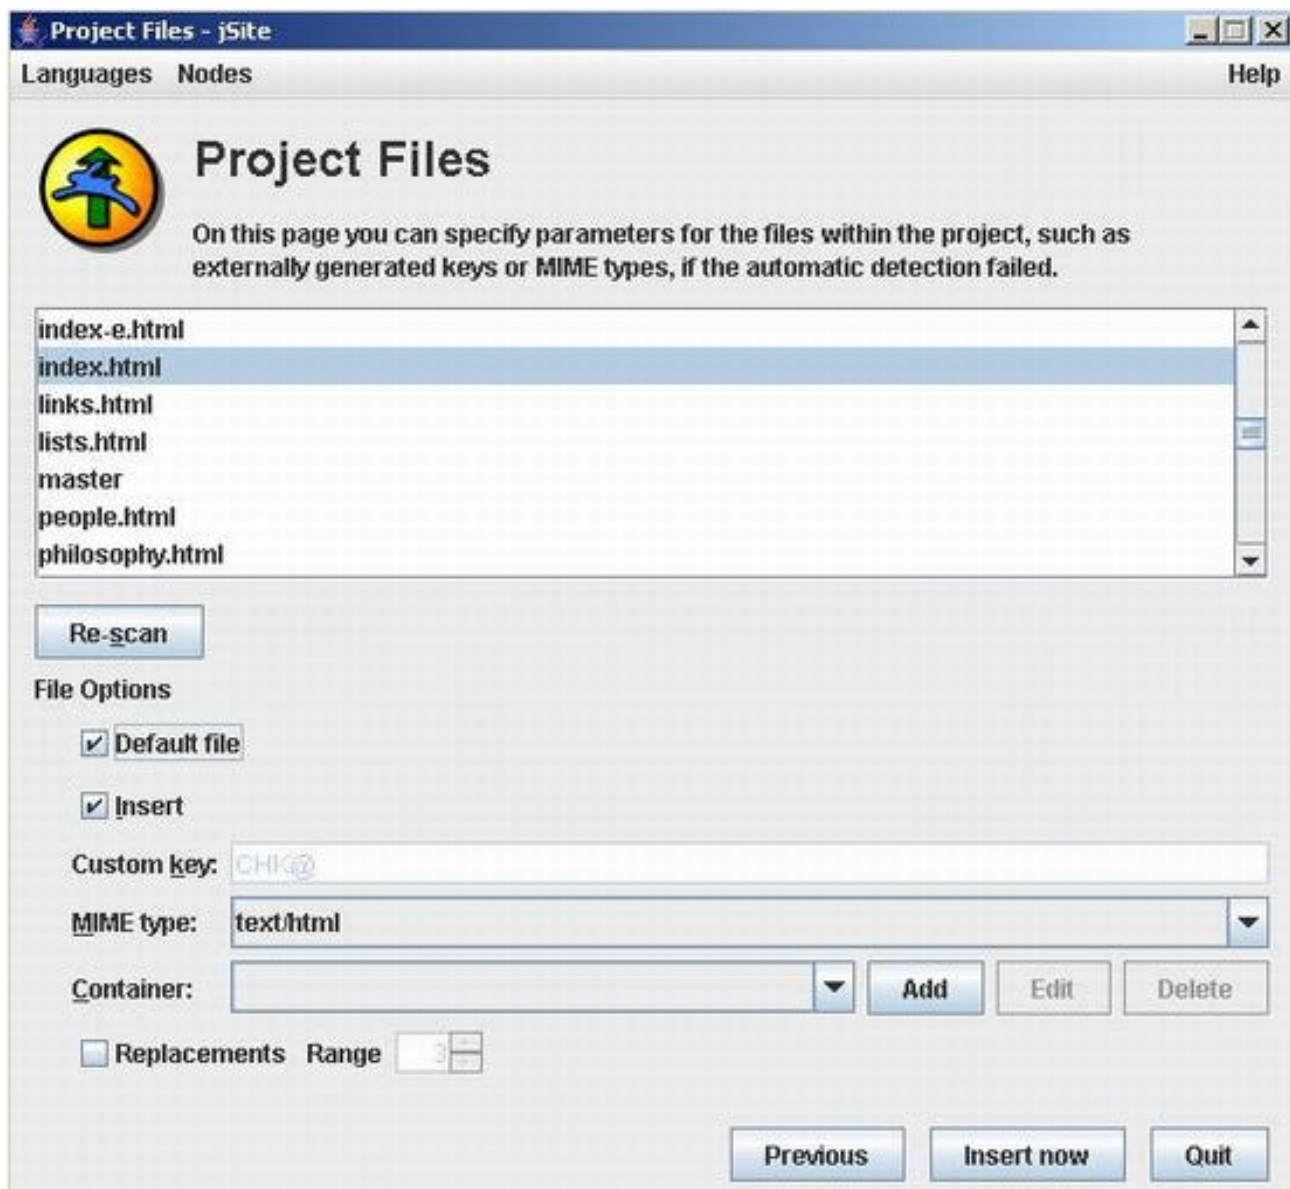 Project Files - jSite
Languages Nodes Help
Project Files
On this page you can specify parameters for the files within the project, such as
externally generated keys or MIME types, if the automatic detection failed.
index-e.html
index.html
links.html
lists.html
master
people.html
philosophy.html
Re-scan
File Options
Default file
Insert
Custom key: CHK@
MIME type: text/html
Container: Add Edit Delete
Replacements Range 3
Previous Insert now Quit